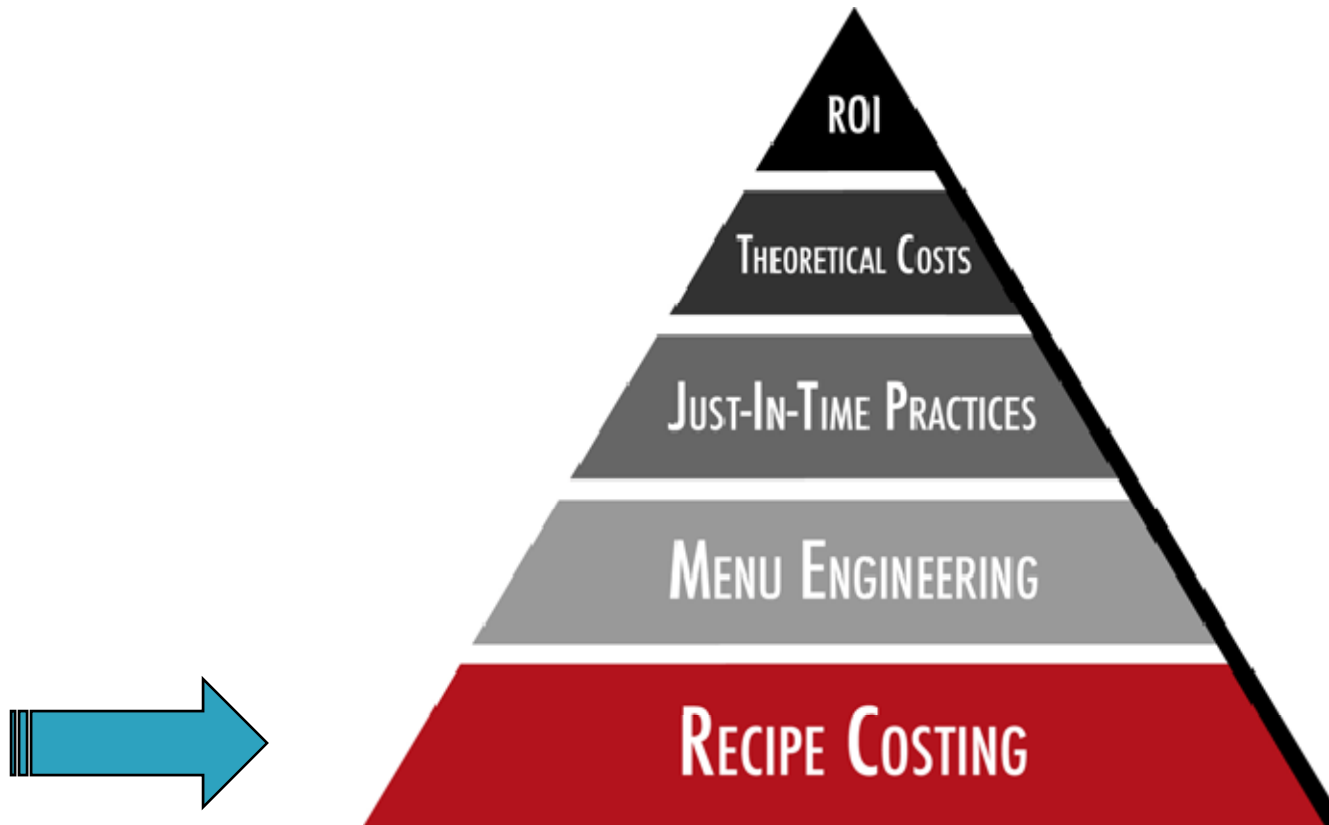 ROI
THEORETICAL COSTS
JUST-IN-TIME PRACTICES
MENU ENGINEERING
RECIPE COSTING